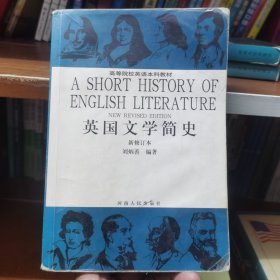 高等院校英语本科教材
A SHORT HISTORY OF
ENGLISH LITERATURE
NEW REVISED EDITION
英国文学简史
新修订本
刘炳善 编著
河南人民出版社